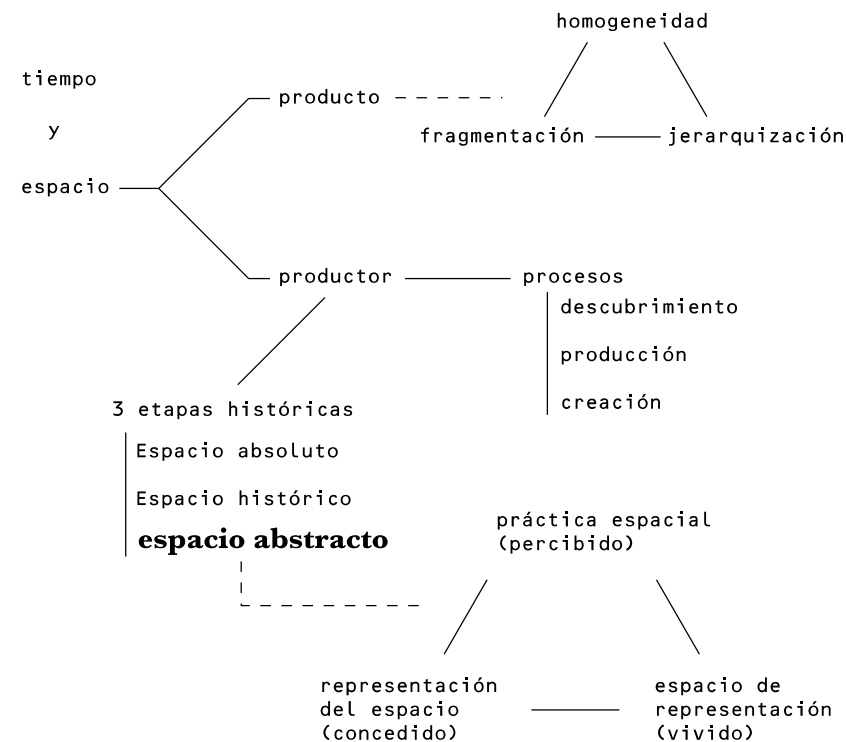 homogeneidad
tiempo
producto
y
fragmentación
jerarquización
espacio
productor
procesos
descubrimiento
producción
creación
3 etapas históricas
Espacio absoluto
Espacio histórico
espacio abstracto
práctica espacial
(percibido)
representación
del espacio
(concedido)
espacio de
representación
(vivido)